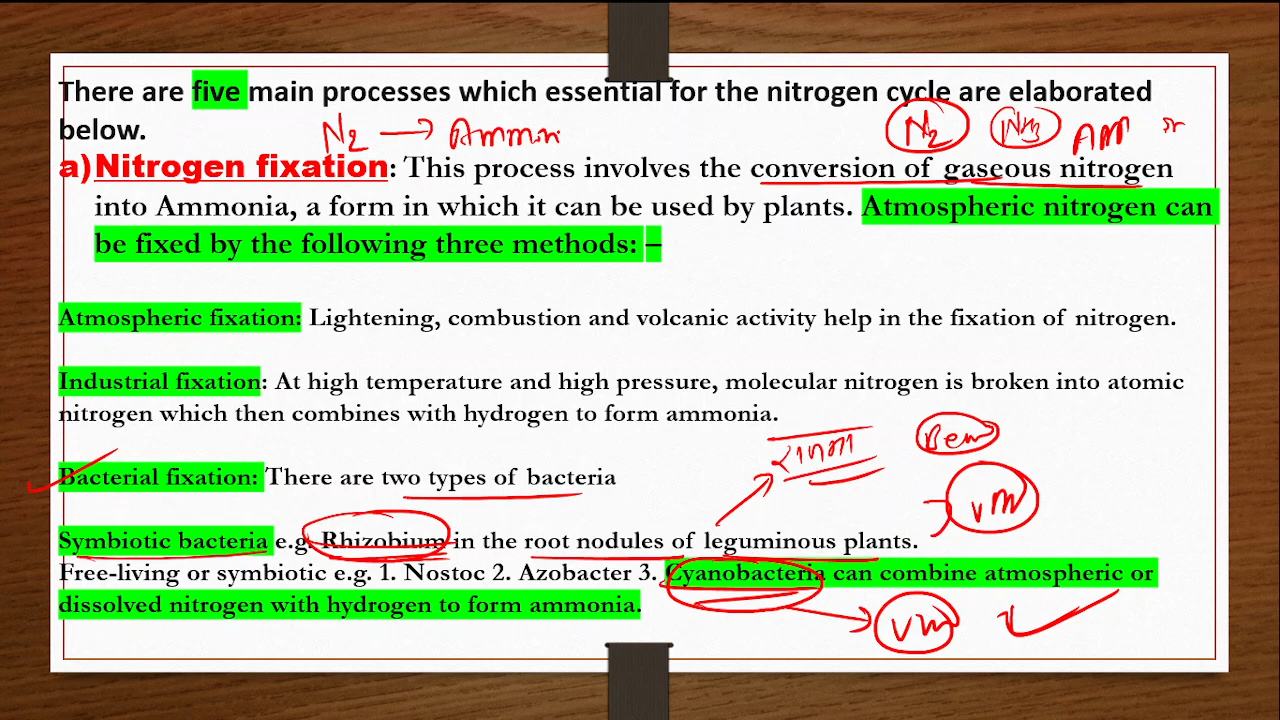 There are five main processes which essential for the nitrogen cycle are elaborated
below.
N2 → Ammon
N2 NH3 AM or
a) Nitrogen fixation: This process involves the conversion of gaseous nitrogen
into Ammonia, a form in which it can be used by plants. Atmospheric nitrogen can
be fixed by the following three methods: –
Atmospheric fixation: Lightening, combustion and volcanic activity help in the fixation of nitrogen.
Industrial fixation: At high temperature and high pressure, molecular nitrogen is broken into atomic
nitrogen which then combines with hydrogen to form ammonia.
Bacterial fixation: There are two types of bacteria
Symbiotic bacteria e.g. Rhizobium in the root nodules of leguminous plants.
Free-living or symbiotic e.g. 1. Nostoc 2. Azobacter 3. Cyanobacteria can combine atmospheric or
dissolved nitrogen with hydrogen to form ammonia.